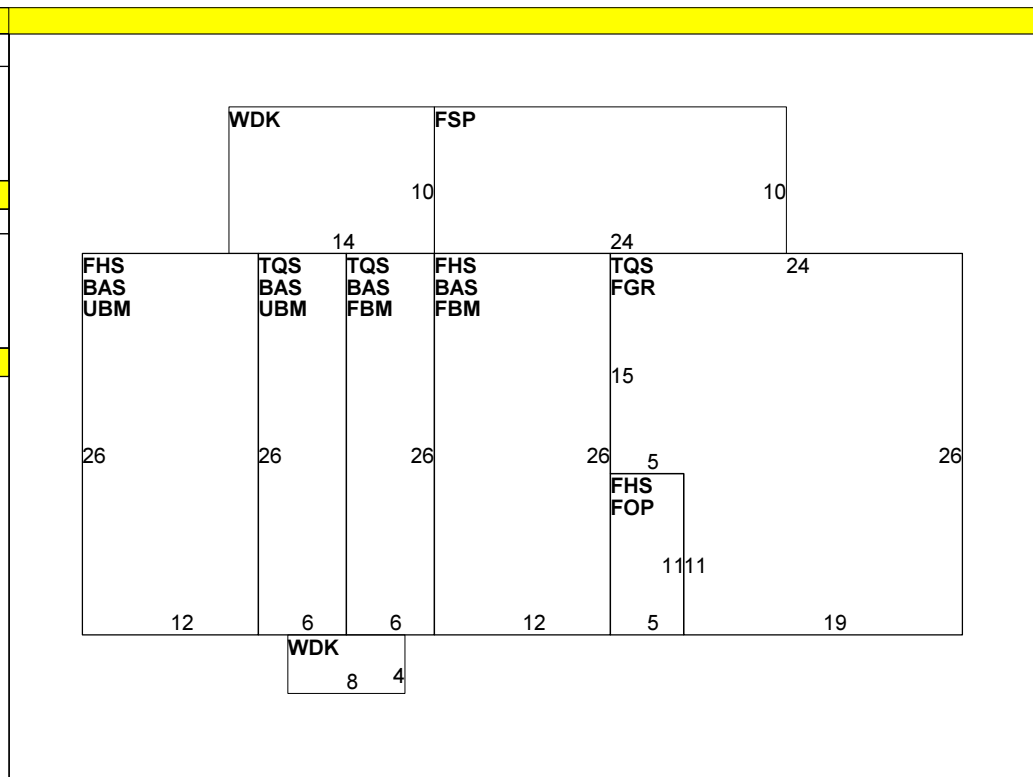 WDK FSP
10 10
14 24
FHS TQS TQS FHS TQS 24
BAS BAS BAS BAS FGR
UBM UBM FBM FBM
15
26 26 26 26 5 26
FHS
FOP
11 11
12 6 6 12 5 19
WDK
8 4